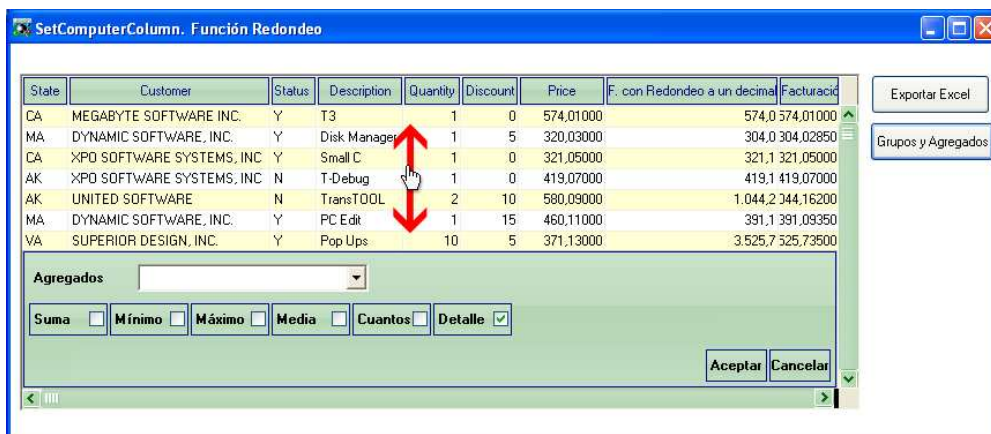 SetComputerColumn. Función Redondeo
State Customer Status Description Quantity Discount Price F. con Redondeo a un decimal Facturació
CA MEGABYTE SOFTWARE INC. Y T3 1 0 574,01000 574,0 574,01000
MA DYNAMIC SOFTWARE, INC. Y Disk Manager 1 5 320,03000 304,0 304,02850
CA XPO SOFTWARE SYSTEMS, INC Y Small C 1 0 321,05000 321,1 321,05000
AK XPO SOFTWARE SYSTEMS, INC N T-Debug 1 0 419,07000 419,1 419,07000
AK UNITED SOFTWARE N TransTOOL 2 10 580,09000 1.044,2 044,16200
MA DYNAMIC SOFTWARE, INC. Y PC Edit 1 15 460,11000 391,1 391,09350
VA SUPERIOR DESIGN, INC. Y Pop Ups 10 5 371,13000 3.525,7 525,73500
Exportar Excel
Grupos y Agregados
Agregados
Suma Mínimo Máximo Media Cuantos Detalle
Aceptar Cancelar